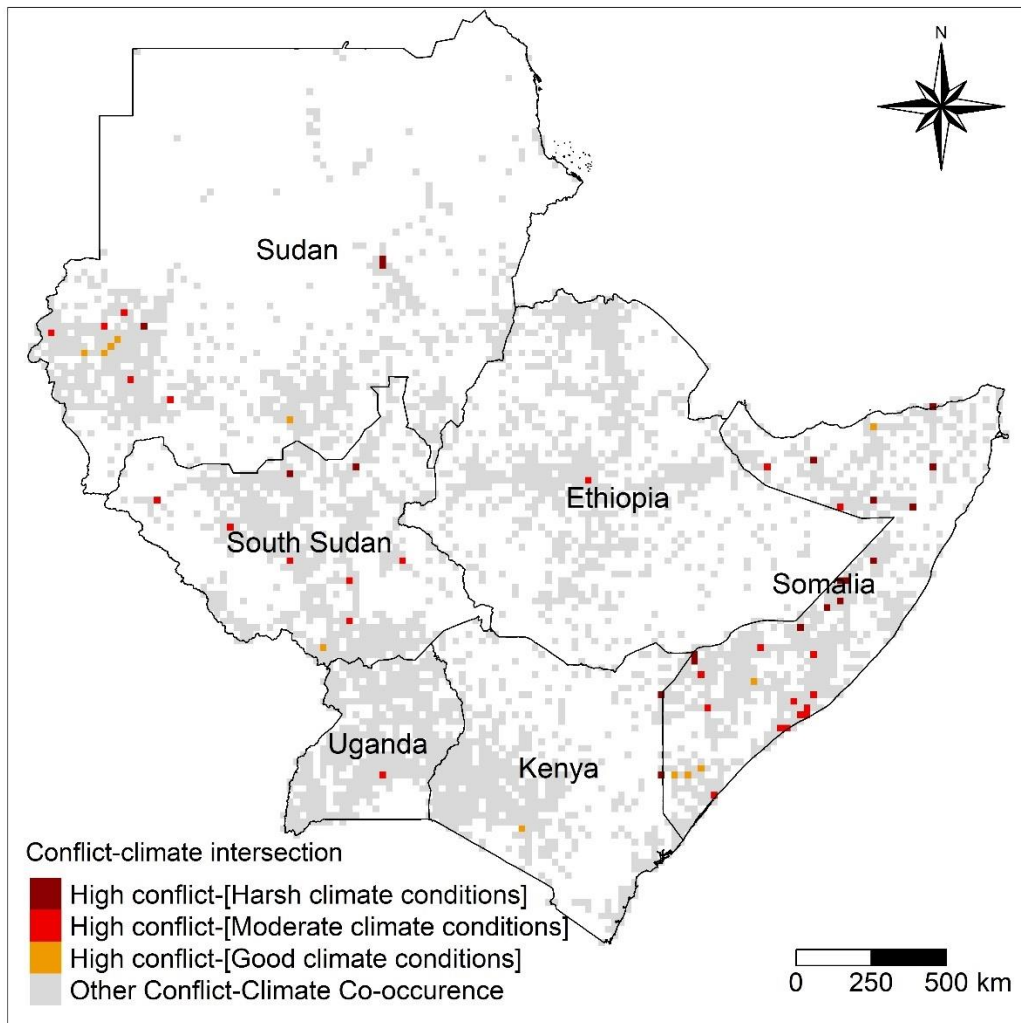 N
Sudan
Ethiopia
South Sudan
Somalia
Uganda
Kenya
Conflict-climate intersection
High conflict-[Harsh climate conditions]
High conflict-[Moderate climate conditions]
High conflict-[Good climate conditions]
Other Conflict-Climate Co-occurence
0 250 500 km